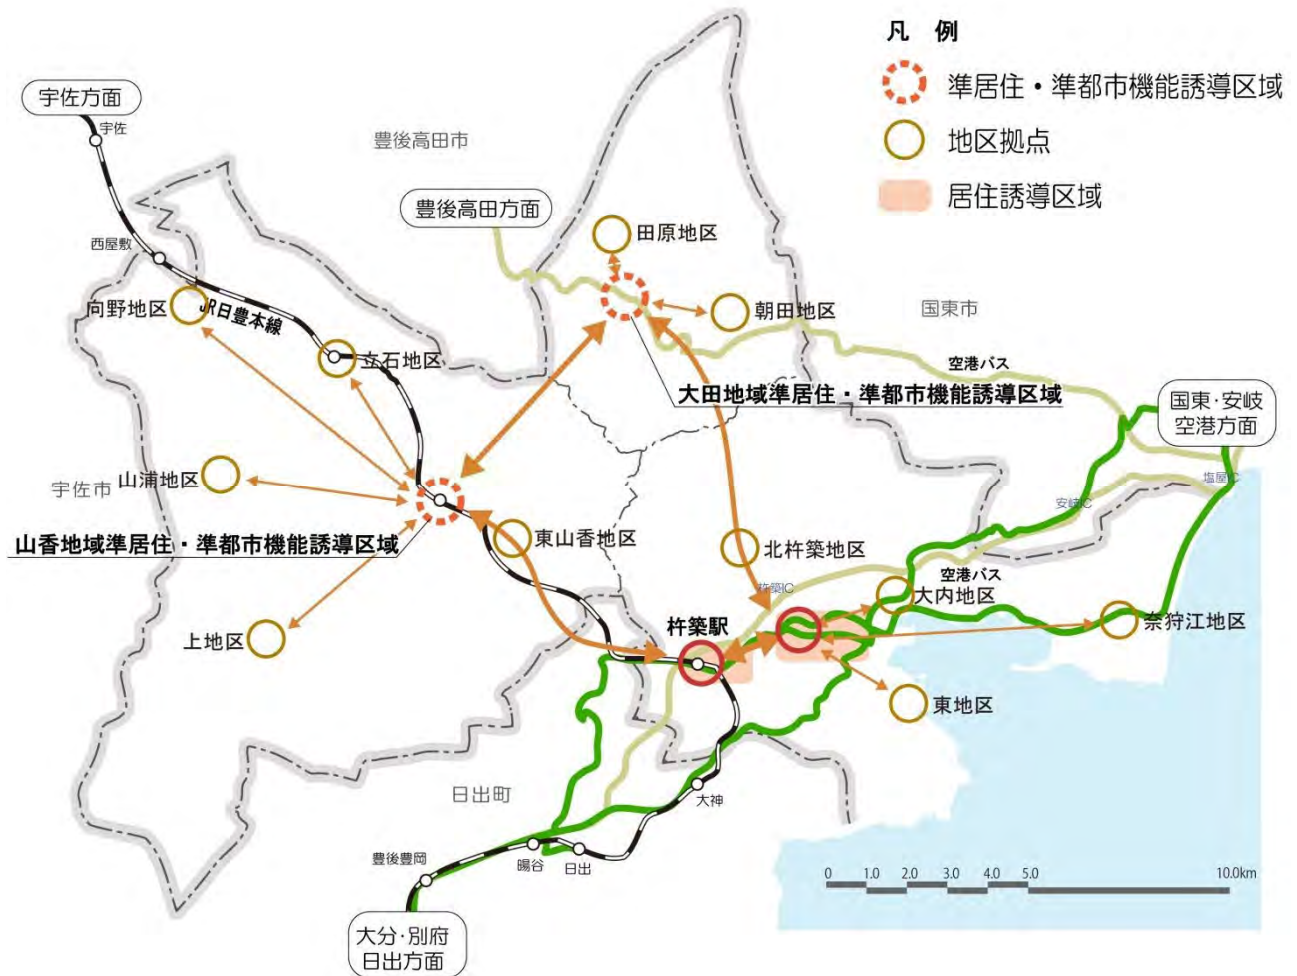 凡 例
準居住・準都市機能誘導区域
地区拠点
居住誘導区域
宇佐方面
宇佐
豊後高田市
豊後高田方面
田原地区
西屋敷
向野地区
JR日豊本線
朝田地区
国東市
立石地区
空港バス
大田地域準居住・準都市機能誘導区域
国東・安岐
空港方面
山浦地区
宇佐市
塩屋IC
安岐IC
山香地域準居住・準都市機能誘導区域
東山香地区
北杵築地区
空港バス
杵築IC
大内地区
奈狩江地区
上地区
杵築駅
東地区
日出町
大神
豊後豊岡
暘谷
日出
0 1.0 2.0 3.0 4.0 5.0 10.0km
大分・別府
日出方面